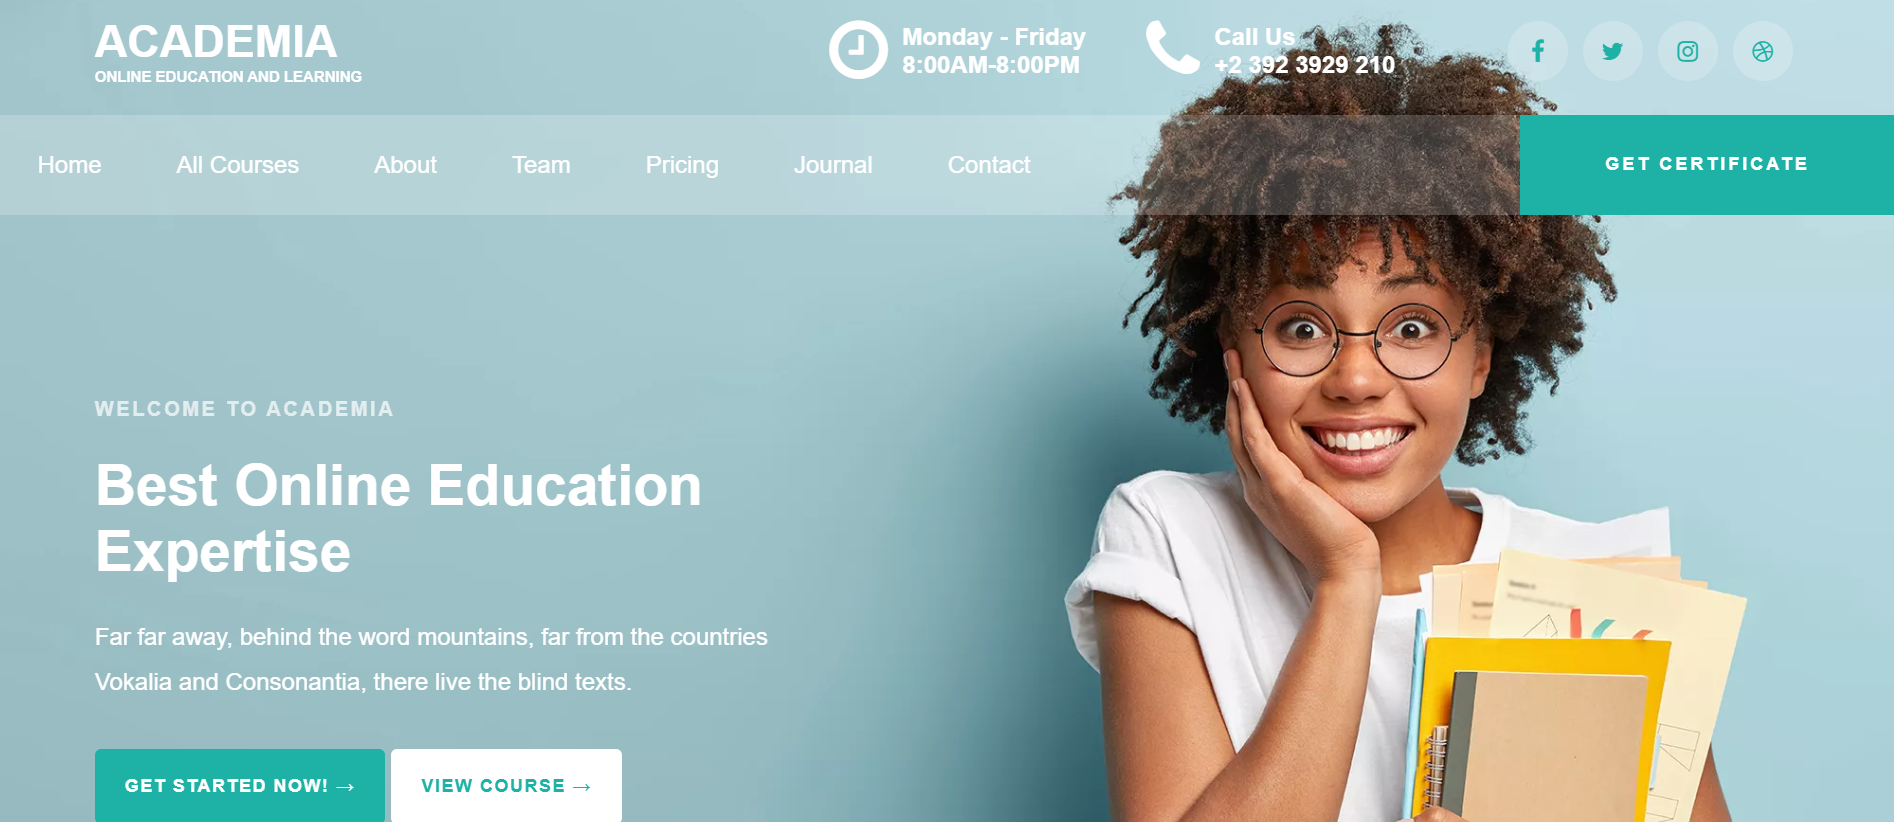 ACADEMIA
ONLINE EDUCATION AND LEARNING
Monday - Friday
8:00AM-8:00PM
Call Us
+2 392 3929 210
Home
All Courses
About
Team
Pricing
Journal
Contact
GET CERTIFICATE
WELCOME TO ACADEMIA
Best Online Education
Expertise
Far far away, behind the word mountains, far from the countries
Vokalia and Consonantia, there live the blind texts.
GET STARTED NOW! →
VIEW COURSE →